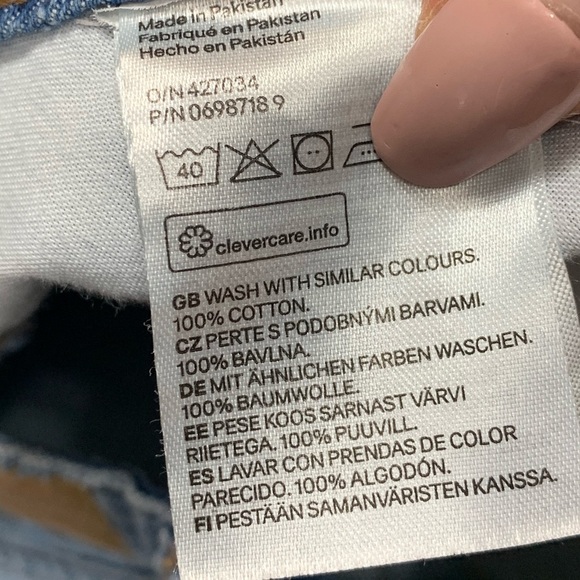 Made in Pakistan
Fabriqué en Pakistan
Hecho en Pakistán
O/N 427034
P/N 0698718 9
40
clevercare.info
GB WASH WITH SIMILAR COLOURS.
100% COTTON.
CZ PERTE S PODOBNÝMI BARVAMI.
100% BAVLNA.
DE MIT ÄHNLICHEN FARBEN WASCHEN.
100% BAUMWOLLE.
EE PESE KOOS SARNAST VÄRVI
RIIETEGA. 100% PUUVILL.
ES LAVAR CON PRENDAS DE COLOR
PARECIDO. 100% ALGODÓN.
FI PESTÄÄN SAMANVÄRISTEN KANSSA.